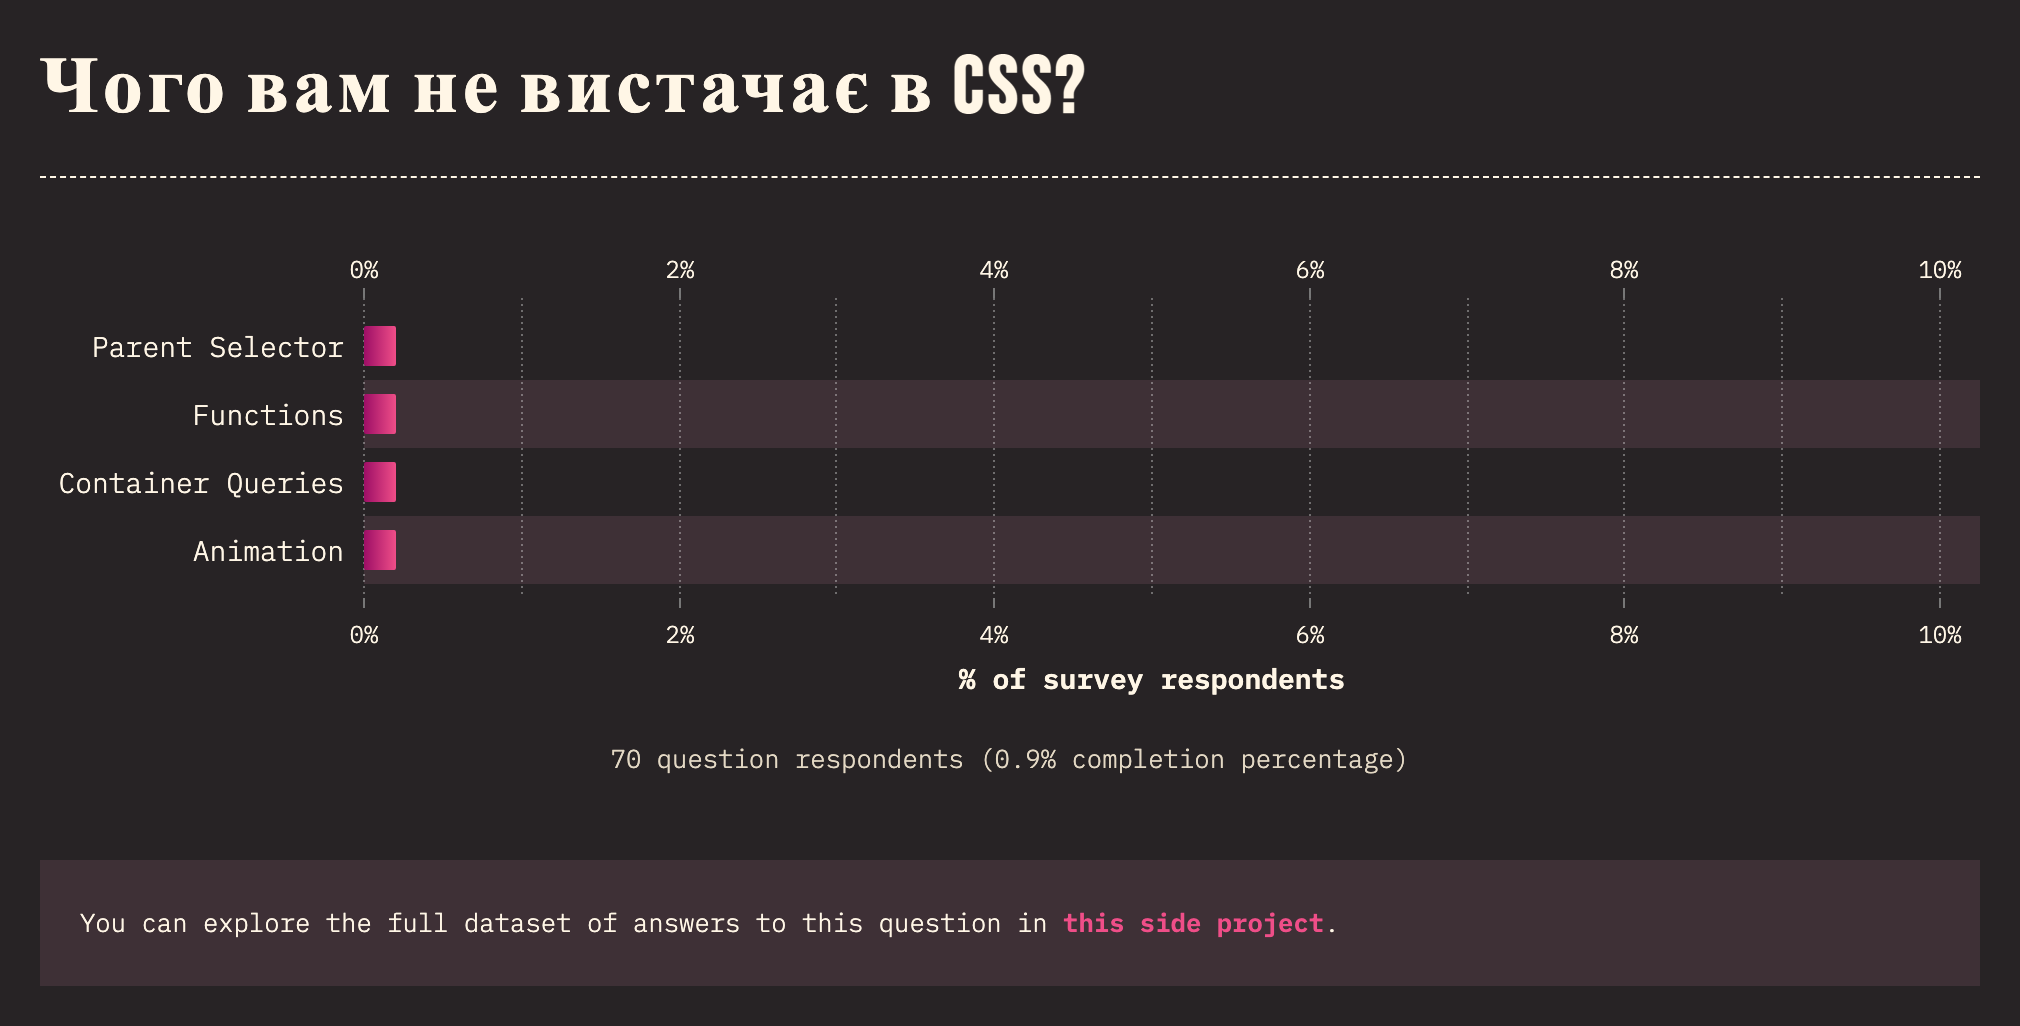 Чого вам не вистачає в CSS?
0% 2% 4% 6% 8% 10%
Parent Selector
Functions
Container Queries
Animation
0% 2% 4% 6% 8% 10%
% of survey respondents
70 question respondents (0.9% completion percentage)
You can explore the full dataset of answers to this question in this side project.